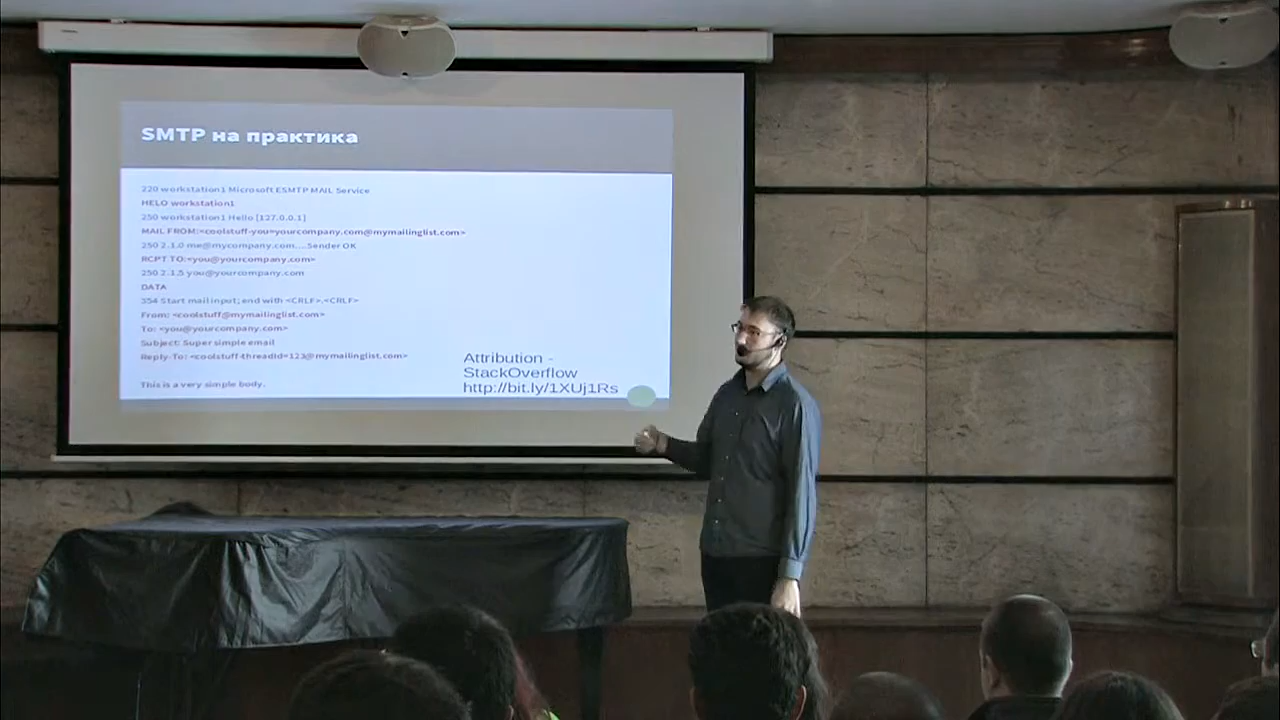 SMTP на практика
220 workstation1 Microsoft ESMTP MAIL Service
HELO workstation1
250 workstation1 Hello [127.0.0.1]
MAIL FROM:<coolstuff-you=yourcompany.com@mymailinglist.com>
250 2.1.0 me@mycompany.com....Sender OK
RCPT TO:<you@yourcompany.com>
250 2.1.5 you@yourcompany.com
DATA
354 Start mail input; end with <CRLF>.<CRLF>
From: <coolstuff@mymailinglist.com>
To: <you@yourcompany.com>
Subject: Super simple email
Reply-To: <coolstuff-threadId=123@mymailinglist.com>
This is a very simple body.
Attribution -
StackOverflow
http://bit.ly/1XUj1Rs